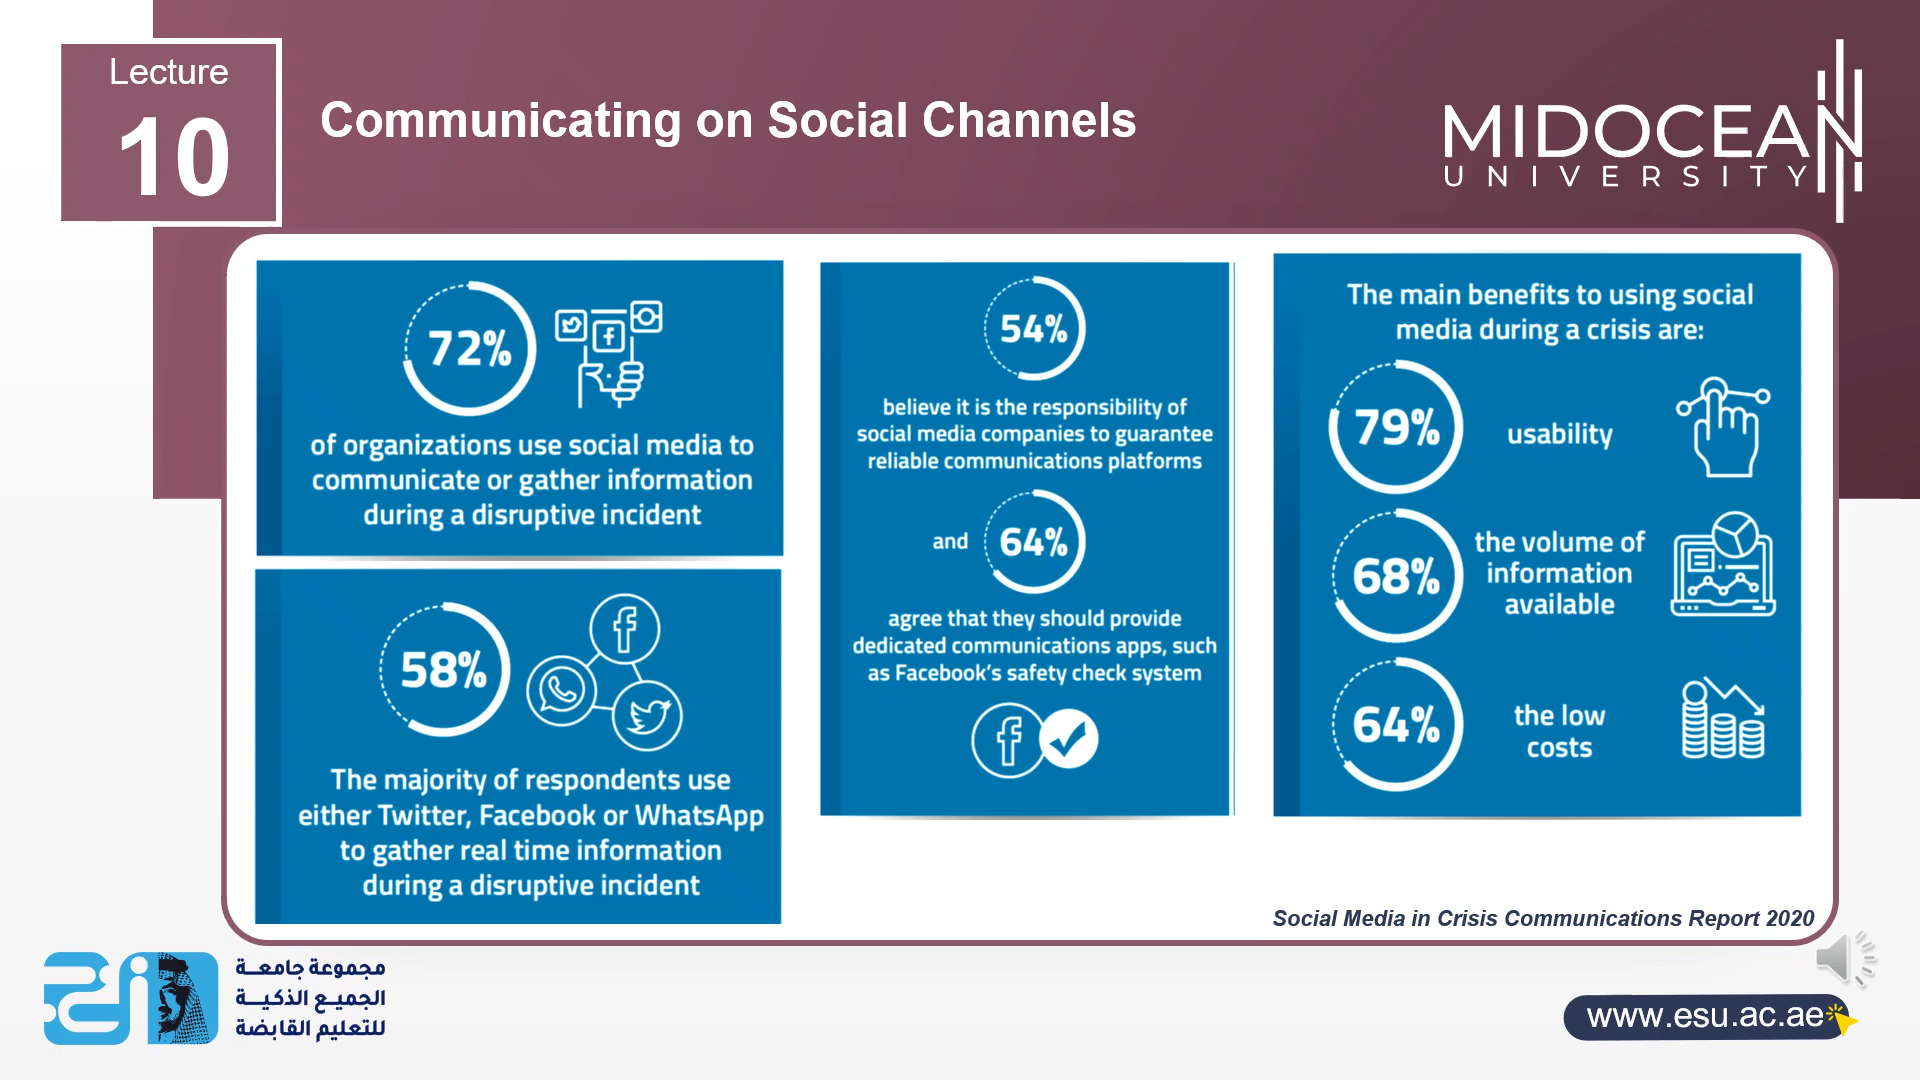 Lecture
10
Communicating on Social Channels
MIDOCEAN
UNIVERSITY
72%
of organizations use social media to
communicate or gather information
during a disruptive incident
58%
The majority of respondents use
either Twitter, Facebook or WhatsApp
to gather real time information
during a disruptive incident
54%
believe it is the responsibility of
social media companies to guarantee
reliable communications platforms
and 64%
agree that they should provide
dedicated communications apps, such
as Facebook's safety check system
The main benefits to using social
media during a crisis are:
79% usability
68% the volume of
information
available
64% the low
costs
Social Media in Crisis Communications Report 2020
مجموعة جامعة
الجميع الذكية
للتعليم القابضة
www.esu.ac.ae